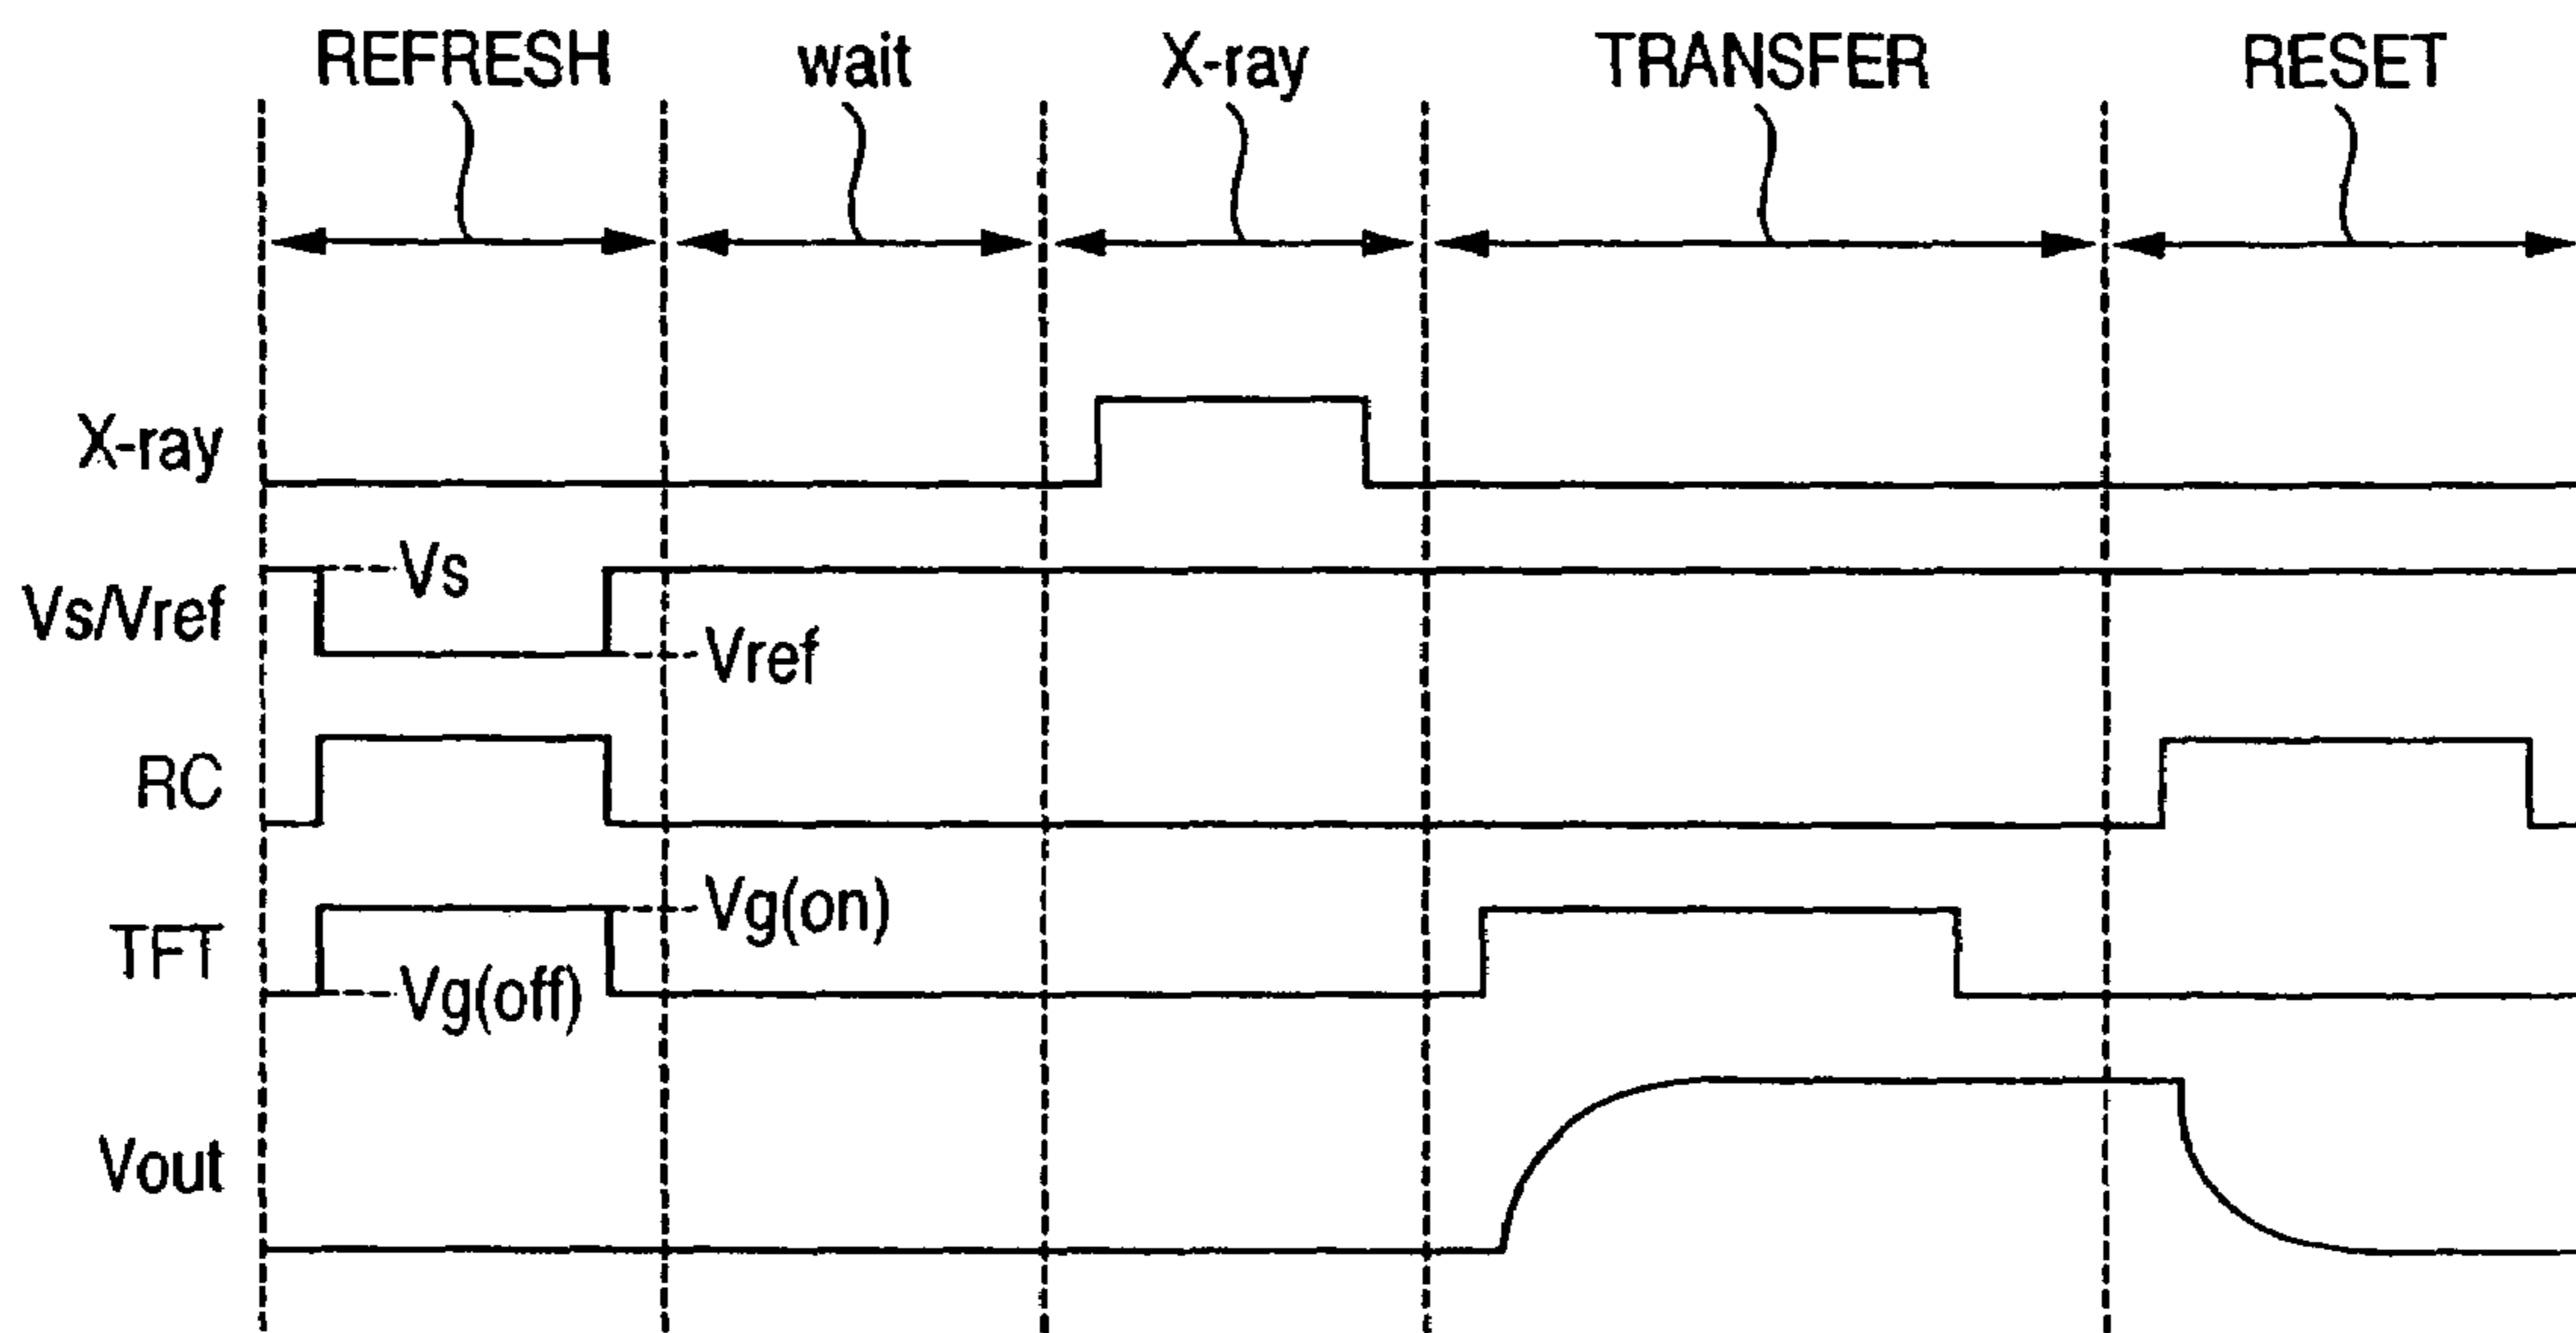 REFRESH wait X-ray TRANSFER RESET
X-ray
Vs
Vs/Vref
Vref
RC
Vg(on)
TFT
Vg(off)
Vout